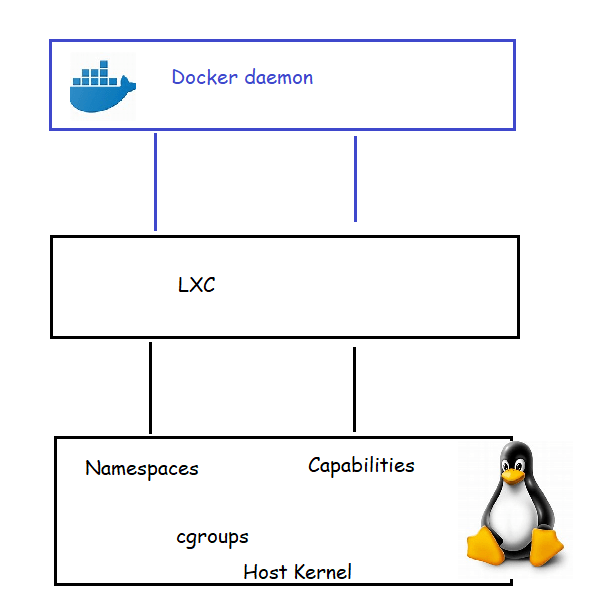 Docker daemon
LXC
Namespaces
Capabilities
cgroups
Host Kernel